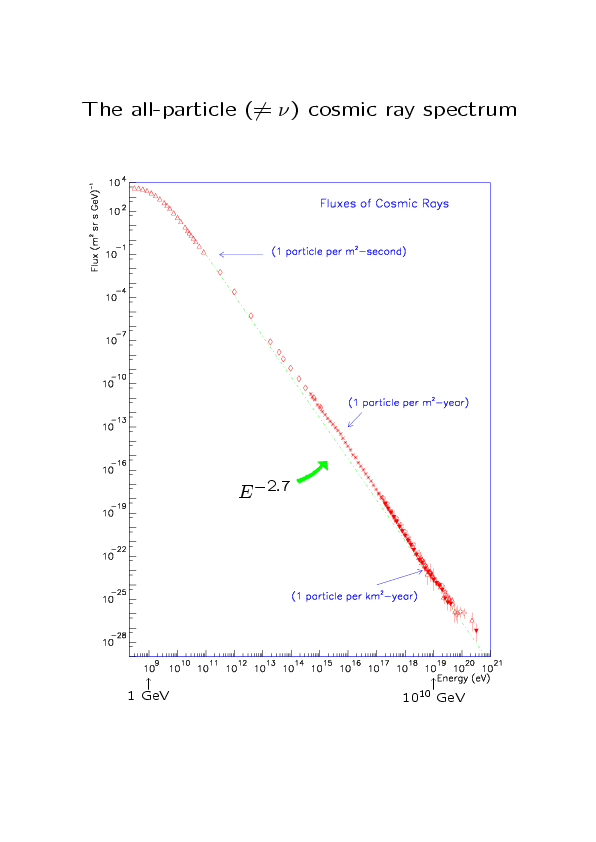 The all-particle (≠ ν) cosmic ray spectrum
Fluxes of Cosmic Rays
Flux (m² sr s GeV)⁻¹
10⁴
10²
10⁻¹
10⁻⁴
10⁻⁷
10⁻¹⁰
10⁻¹³
10⁻¹⁶
10⁻¹⁹
10⁻²²
10⁻²⁵
10⁻²⁸
(1 particle per m²−second)
(1 particle per m²−year)
E⁻²·⁷
(1 particle per km²−year)
10⁹ 10¹⁰ 10¹¹ 10¹² 10¹³ 10¹⁴ 10¹⁵ 10¹⁶ 10¹⁷ 10¹⁸ 10¹⁹ 10²⁰ 10²¹
Energy (eV)
1 GeV
10¹⁰ GeV